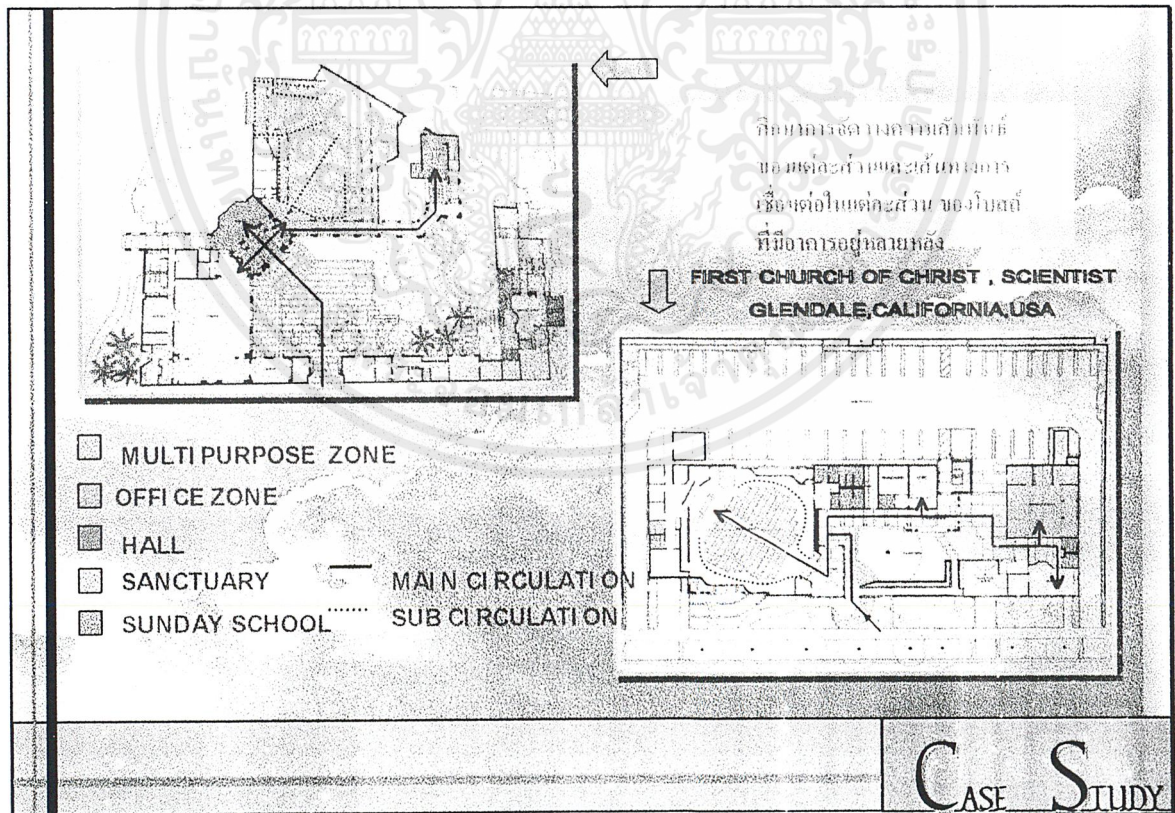 ศึกษาการจัดวางความสัมพันธ์
ของแต่ละส่วนและเส้นทางการ
เชื่อมต่อในแต่ละส่วน ของโบสถ์
ที่มีอาคารอยู่หลายหลัง
FIRST CHURCH OF CHRIST , SCIENTIST
GLENDALE,CALIFORNIA,USA
MULTI PURPOSE ZONE
OFFICE ZONE
HALL
SANCTUARY
SUNDAY SCHOOL
MAIN CIRCULATION
SUB CIRCULATION
CASE STUDY